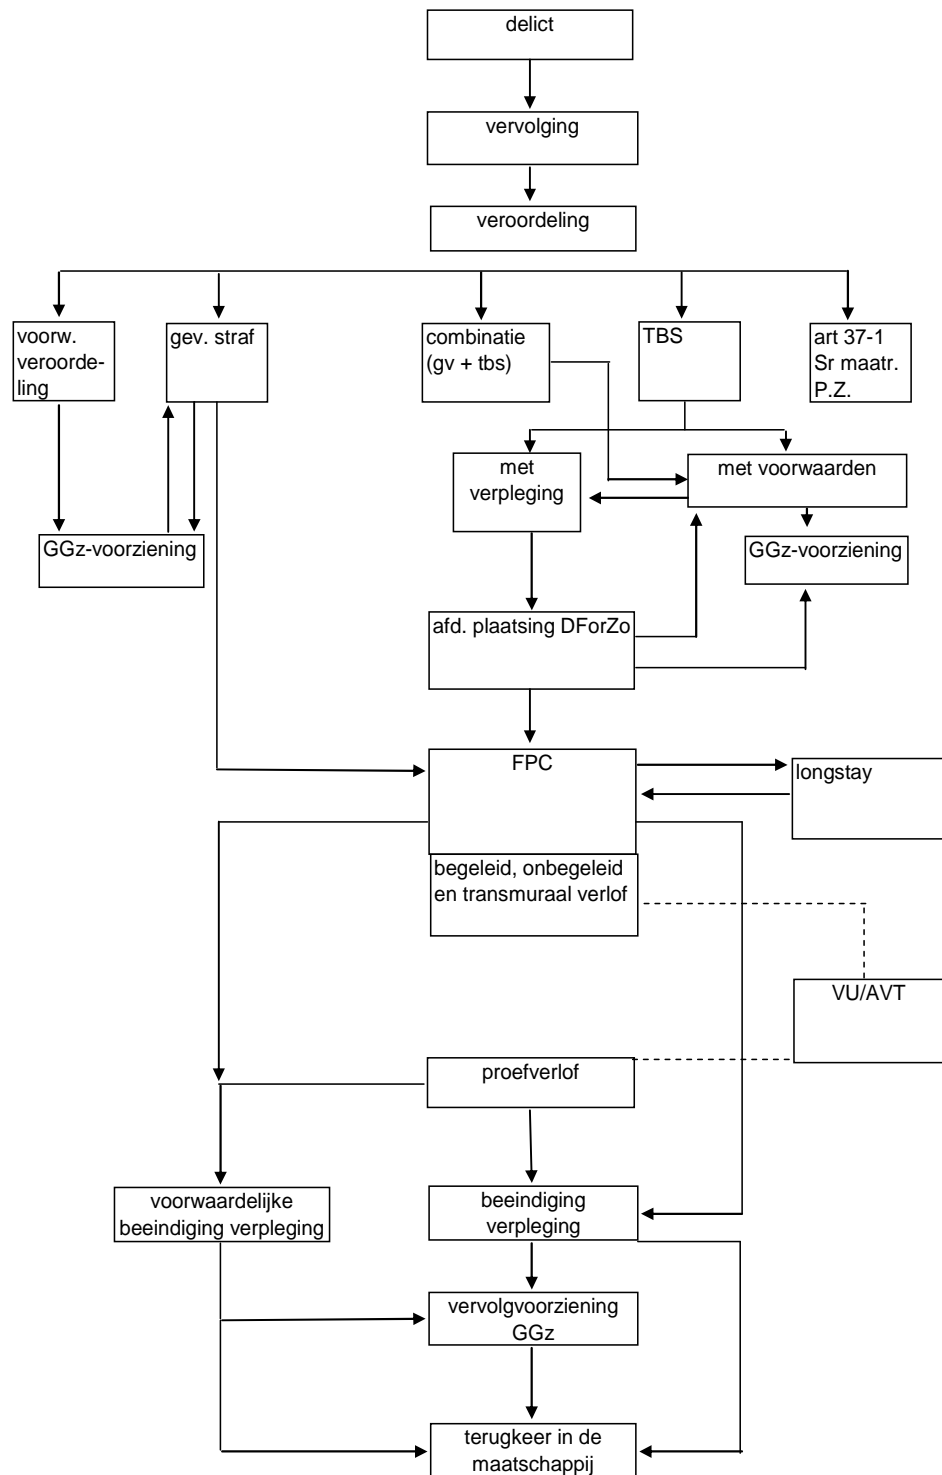 delict
vervolging
veroordeling
voorw.
veroorde-
ling
gev. straf
combinatie
(gv + tbs)
TBS
art 37-1
Sr maatr.
P.Z.
met
verpleging
met voorwaarden
GGz-voorziening
GGz-voorziening
afd. plaatsing DForZo
FPC
longstay
begeleid, onbegeleid
en transmuraal verlof
VU/AVT
proefverlof
voorwaardelijke
beeindiging verpleging
beeindiging
verpleging
vervolgvoorziening
GGz
terugkeer in de
maatschappij